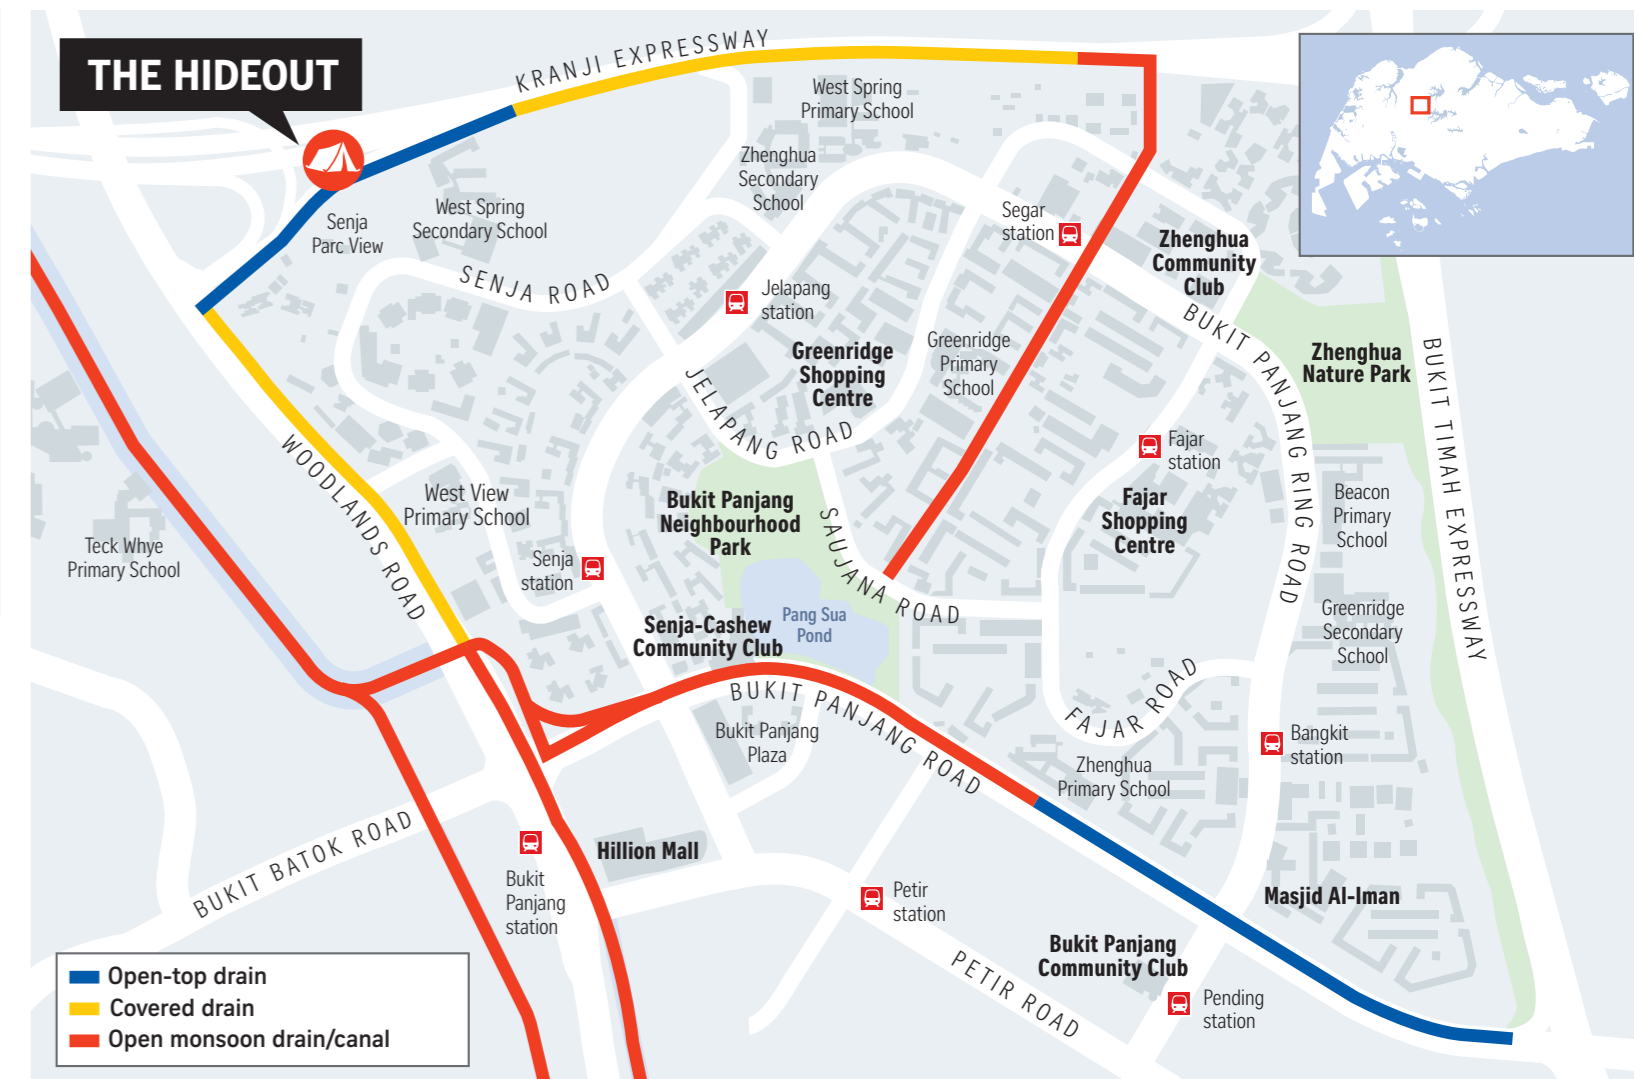 THE HIDEOUT
KRANJI EXPRESSWAY
West Spring
Primary School
Zhenghua
Secondary
School
West Spring
Secondary School
Senja
Parc View
SENJA ROAD
Segar
station
Zhenghua
Community
Club
Jelapang
station
Greenridge
Shopping
Centre
Greenridge
Primary
School
BUKIT PANJANG RING ROAD
Zhenghua
Nature Park
BUKIT TIMAH EXPRESSWAY
JELAPANG ROAD
WOODLANDS ROAD
Fajar
station
West View
Primary School
Bukit Panjang
Neighbourhood
Park
SAUJANA ROAD
Fajar
Shopping
Centre
Beacon
Primary
School
Teck Whye
Primary School
Senja
station
Senja-Cashew
Community Club
Pang Sua
Pond
Greenridge
Secondary
School
BUKIT PANJANG ROAD
FAJAR ROAD
Bukit Panjang
Plaza
Zhenghua
Primary School
Bangkit
station
BUKIT BATOK ROAD
Hillion Mall
Bukit
Panjang
station
Petir
station
Masjid Al-Iman
Bukit Panjang
Community Club
PETIR ROAD
Pending
station
Open-top drain
Covered drain
Open monsoon drain/canal